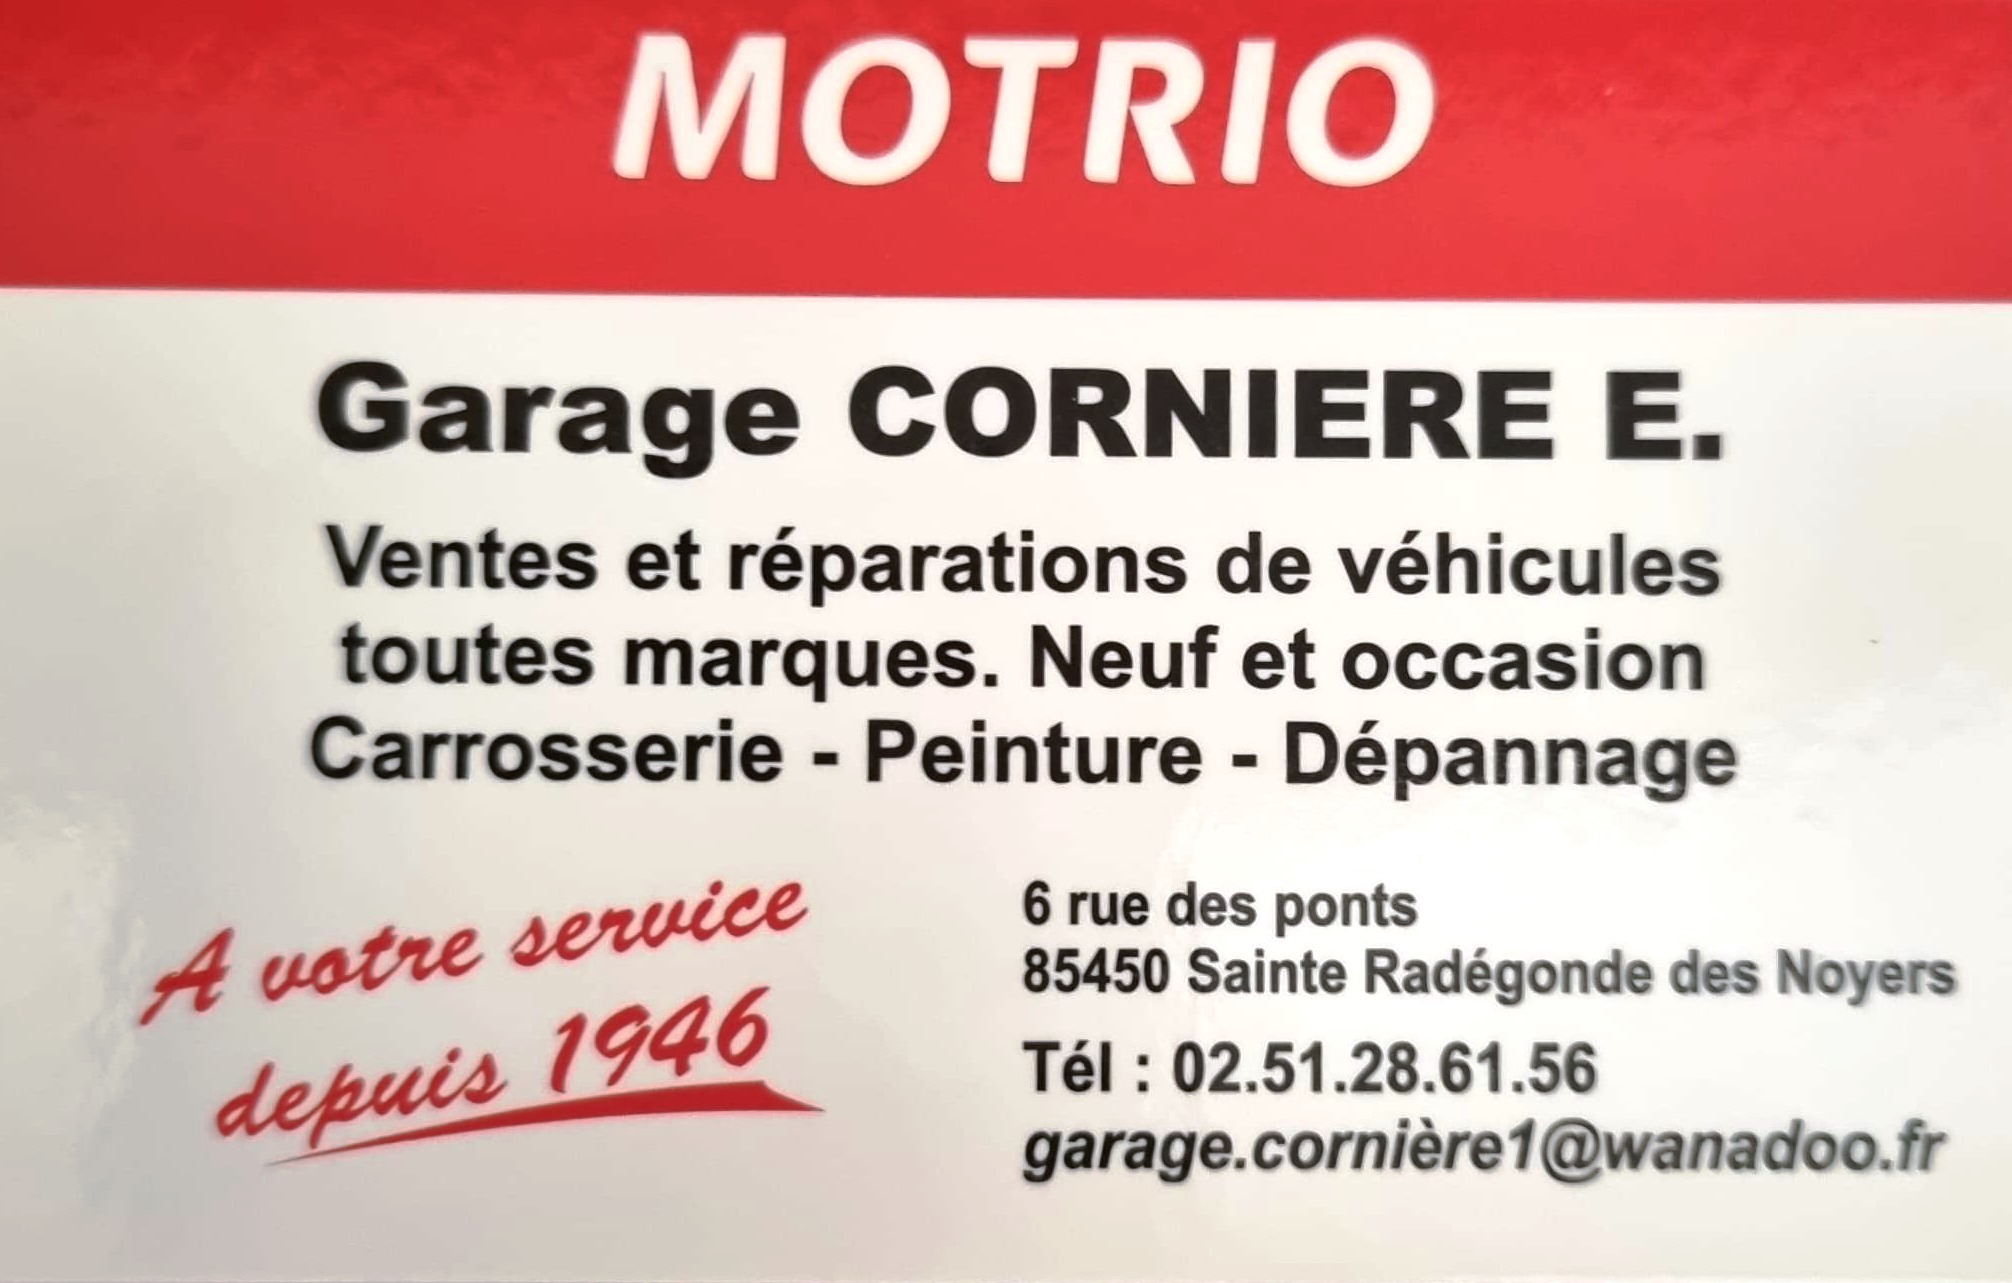 MOTRIO
Garage CORNIERE E.
Ventes et réparations de véhicules
toutes marques. Neuf et occasion
Carrosserie - Peinture - Dépannage
A votre service
depuis 1946
6 rue des ponts
85450 Sainte Radégonde des Noyers
Tél : 02.51.28.61.56
garage.cornière1@wanadoo.fr